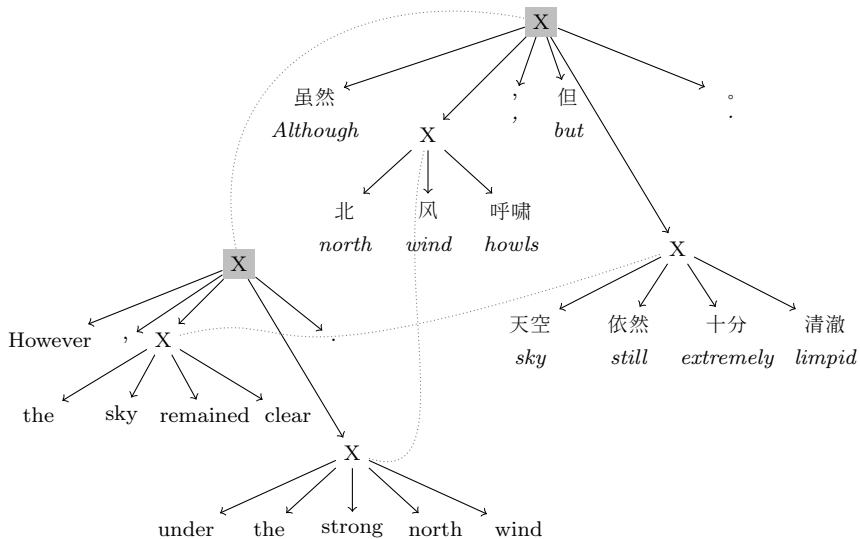 X
虽然 , 但 。
Although , but .
X
北 风 呼啸
north wind howls
X
天空 依然 十分 清澈
sky still extremely limpid
X
However , X .
the sky remained clear
X
under the strong north wind